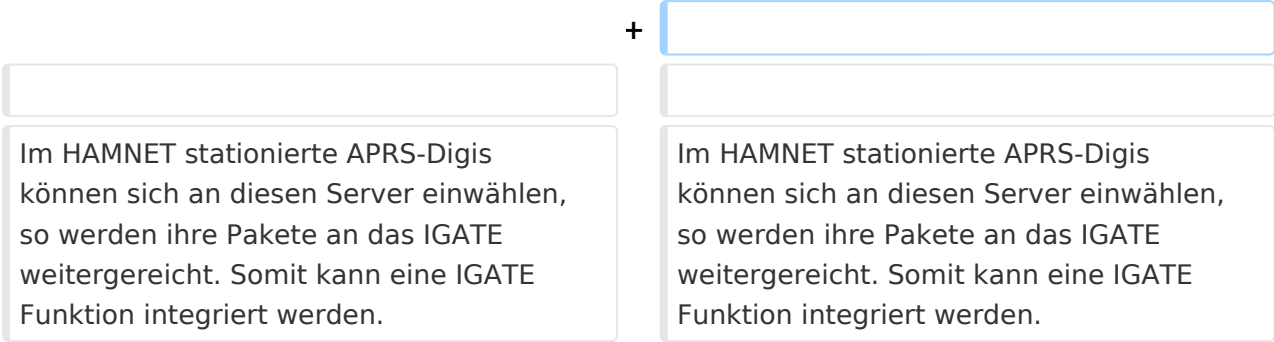 +
Im HAMNET stationierte APRS-Digis
können sich an diesen Server einwählen,
so werden ihre Pakete an das IGATE
weitergereicht. Somit kann eine IGATE
Funktion integriert werden.
Im HAMNET stationierte APRS-Digis
können sich an diesen Server einwählen,
so werden ihre Pakete an das IGATE
weitergereicht. Somit kann eine IGATE
Funktion integriert werden.